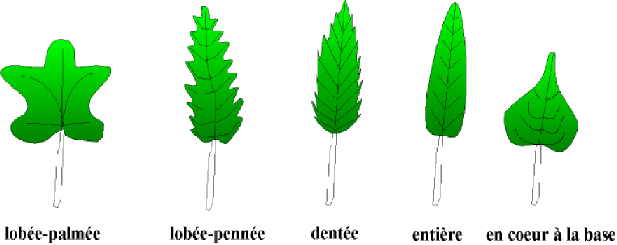 lobée-palmée
lobée-pennée
dentée
entière
en coeur à la base